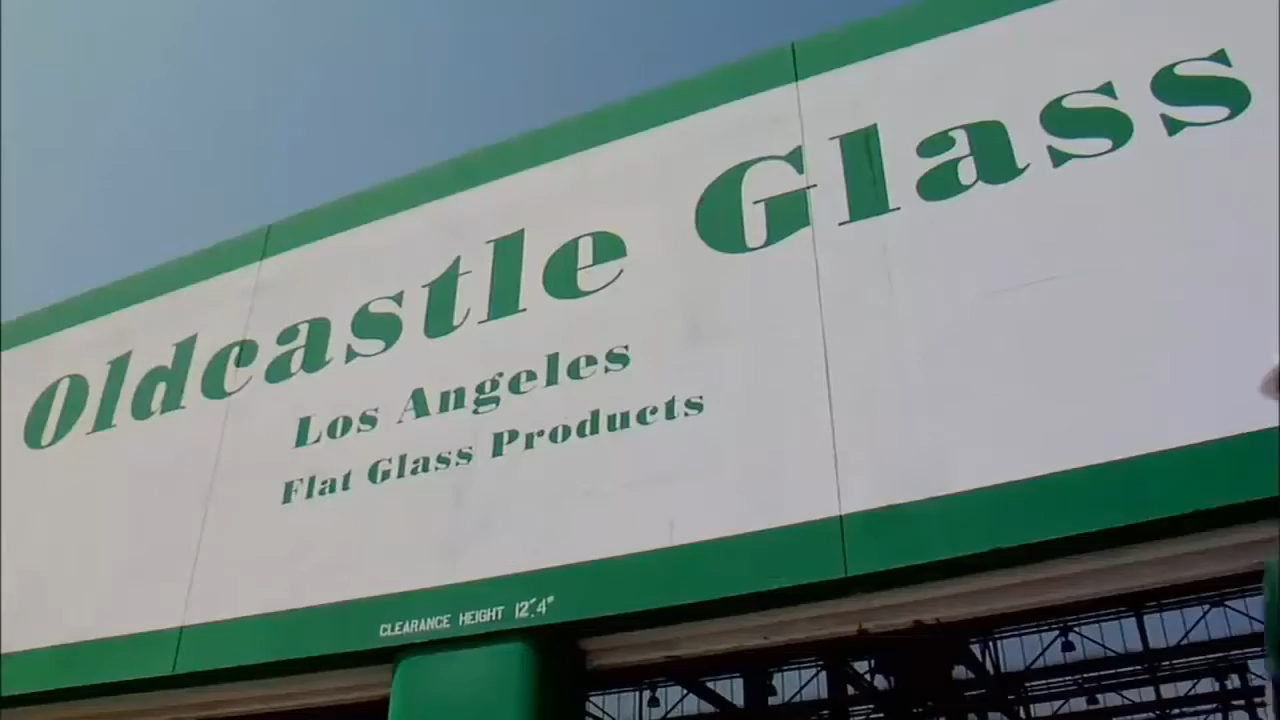 Oldcastle Glass
Los Angeles
Flat Glass Products
CLEARANCE HEIGHT 12'4"